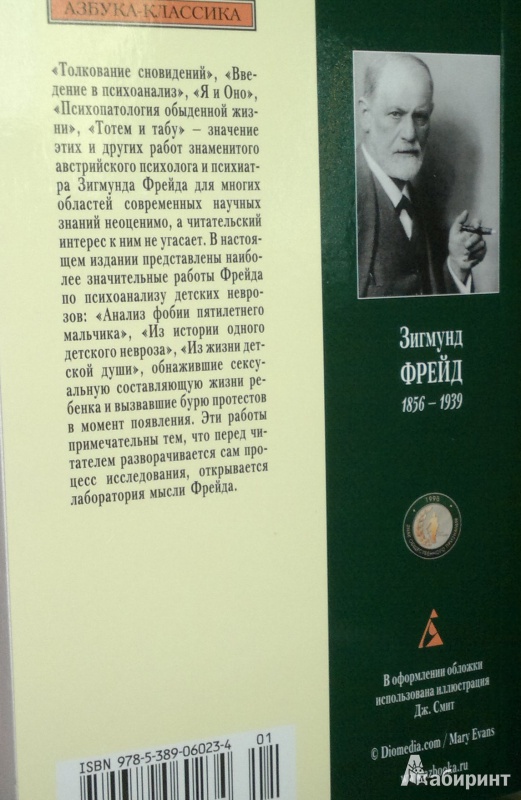 АЗБУКА-КЛАССИКА
«Толкование сновидений», «Вве-
дение в психоанализ», «Я и Оно»,
«Психопатология обыденной жиз-
ни», «Тотем и табу» – значение
этих и других работ знаменитого
австрийского психолога и психиат-
ра Зигмунда Фрейда для многих
областей современных научных
знаний неоценимо, а читательский
интерес к ним не угасает. В настоя-
щем издании представлены наибо-
лее значительные работы Фрейда
по психоанализу детских невро-
зов: «Анализ фобии пятилетнего
мальчика», «Из истории одного
детского невроза», «Из жизни дет-
ской души», обнажившие сексу-
альную составляющую жизни ре-
бенка и вызвавшие бурю протестов
в момент появления. Эти работы
примечательны тем, что перед чи-
тателем разворачивается сам про-
цесс исследования, открывается
лаборатория мысли Фрейда.
ISBN 978-5-389-06023-4
01
Зигмунд
ФРЕЙД
1856 – 1939
1995
В оформлении обложки
использована иллюстрация
Дж. Смит
© Diomedia.com / Mary Evans
Лабиринт